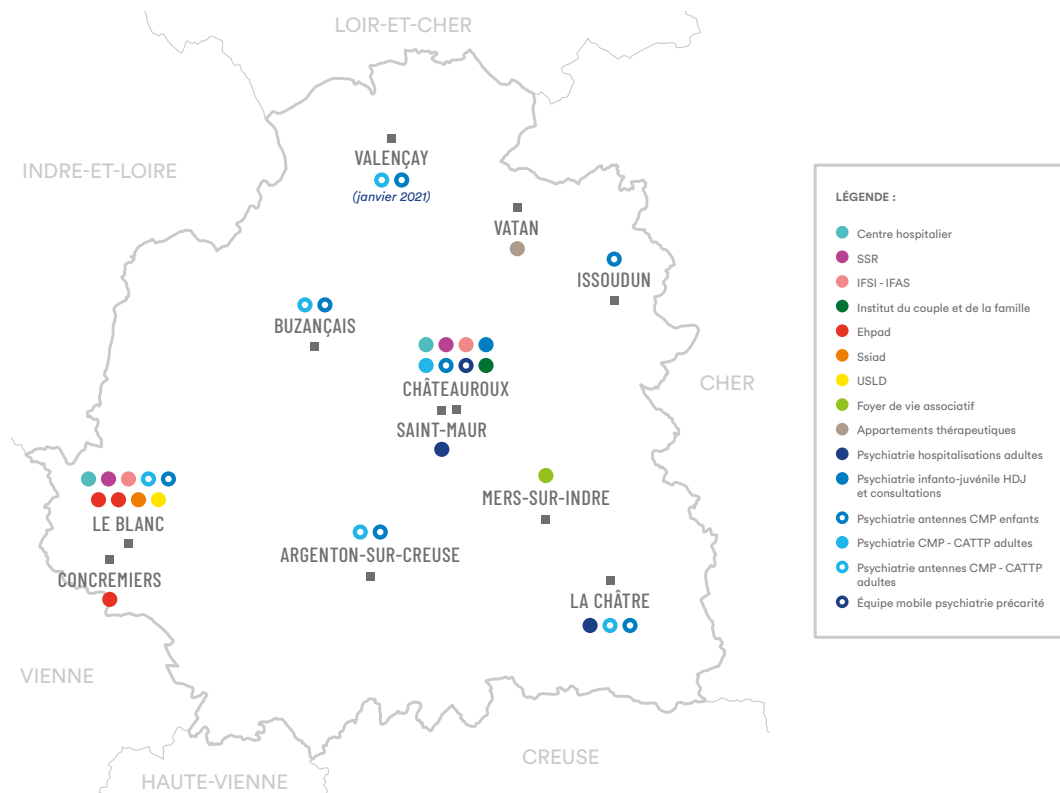 LOIR-ET-CHER
INDRE-ET-LOIRE
VALENÇAY
(janvier 2021)
VATAN
ISSOUDUN
BUZANÇAIS
CHÂTEAUROUX
CHER
SAINT-MAUR
MERS-SUR-INDRE
LE BLANC
ARGENTON-SUR-CREUSE
CONCREMIERS
LA CHÂTRE
VIENNE
CREUSE
HAUTE-VIENNE
LÉGENDE :
Centre hospitalier
SSR
IFSI - IFAS
Institut du couple et de la famille
Ehpad
Ssiad
USLD
Foyer de vie associatif
Appartements thérapeutiques
Psychiatrie hospitalisations adultes
Psychiatrie infanto-juvénile HDJ
et consultations
Psychiatrie antennes CMP enfants
Psychiatrie CMP - CATTP adultes
Psychiatrie antennes CMP - CATTP
adultes
Équipe mobile psychiatrie précarité